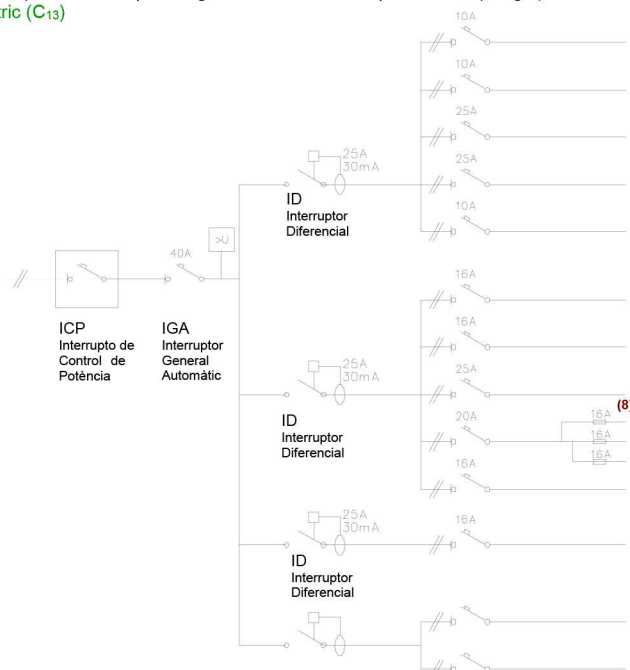 tric (C₁₃)
10A
10A
25A
25A
10A
25A
30mA
ID
Interruptor
Diferencial
40A
>U
ICP
Interrupto de
Control de
Potència
IGA
Interruptor
General
Automàtic
16A
16A
25A
20A
16A
25A
30mA
ID
Interruptor
Diferencial
16A
(8)
16A
16A
25A
30mA
16A
ID
Interruptor
Diferencial